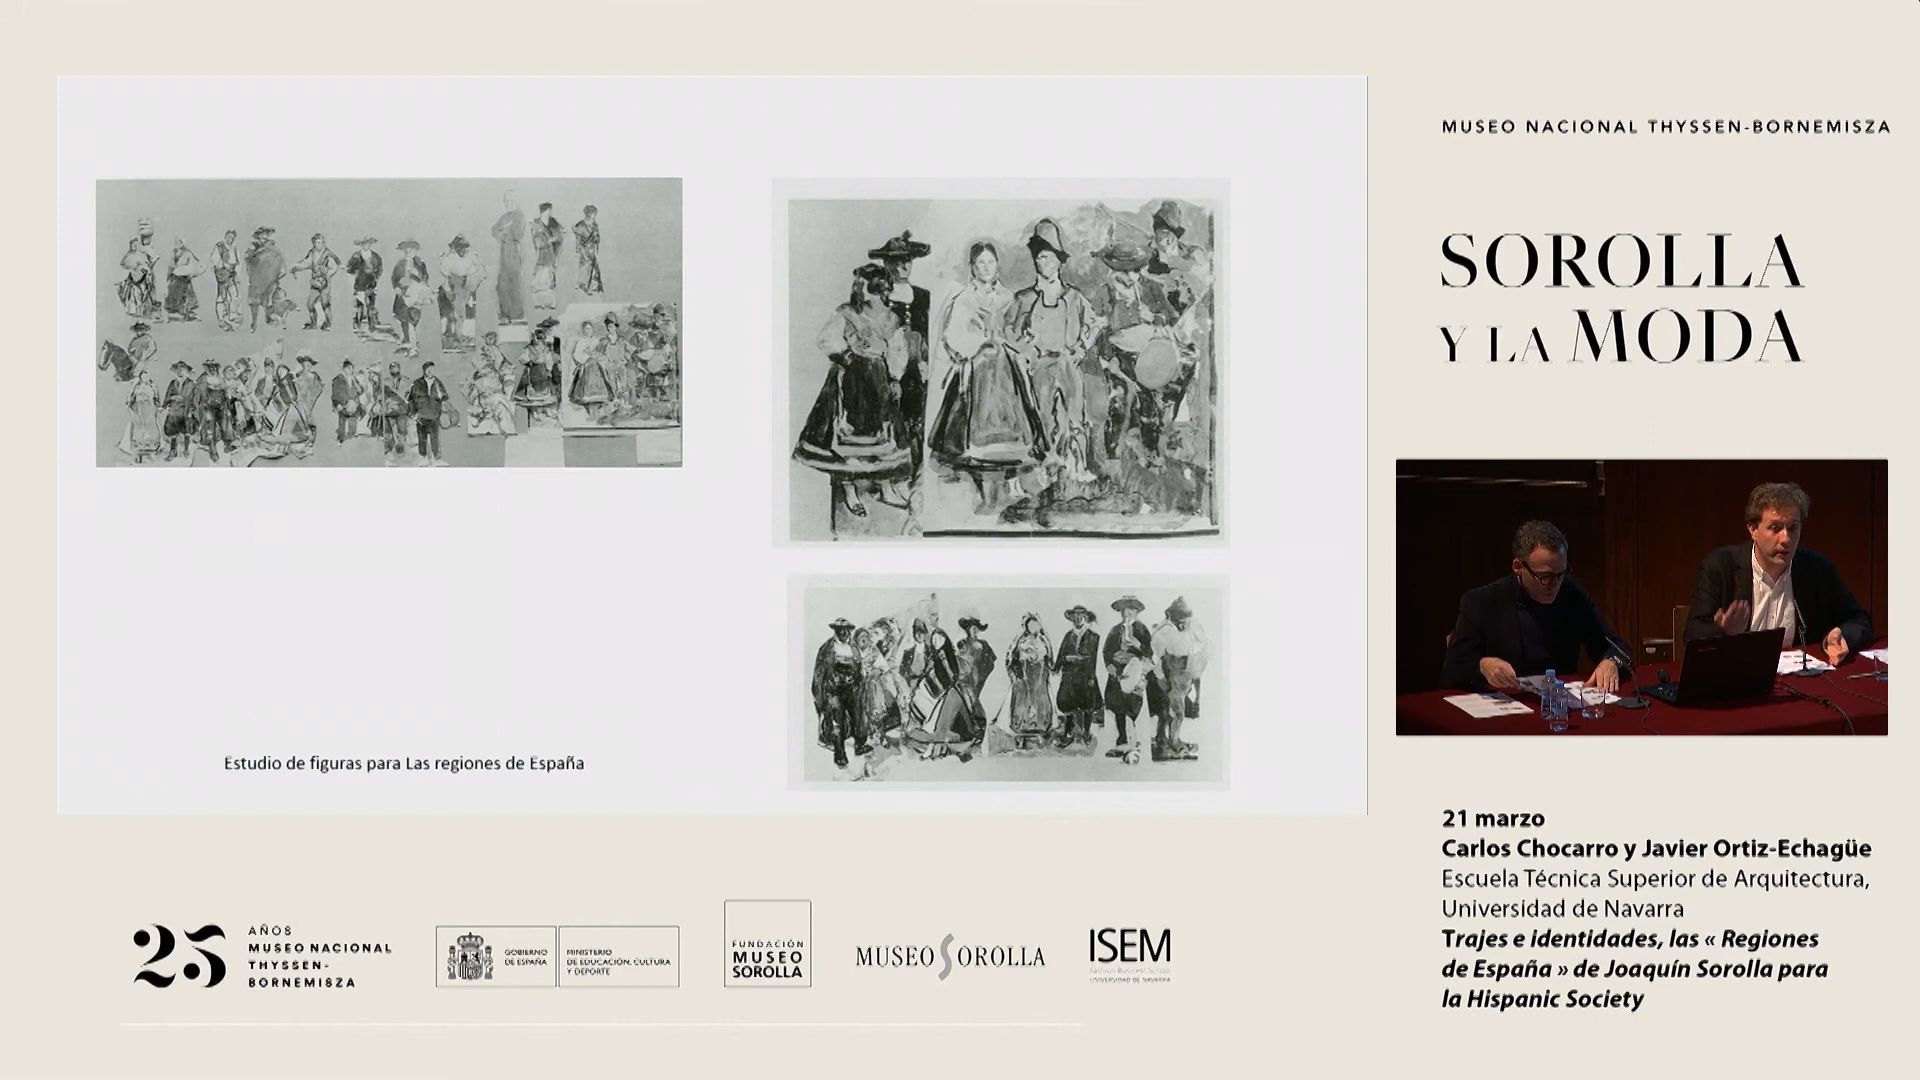 MUSEO NACIONAL THYSSEN-BORNEMISZA
SOROLLA
Y LA MODA
Estudio de figuras para Las regiones de España
21 marzo
Carlos Chocarro y Javier Ortiz-Echagüe
Escuela Técnica Superior de Arquitectura,
Universidad de Navarra
Trajes e identidades, las « Regiones
de España » de Joaquín Sorolla para
la Hispanic Society
25 AÑOS
MUSEO NACIONAL
THYSSEN-
BORNEMISZA
GOBIERNO
DE ESPAÑA
MINISTERIO
DE EDUCACIÓN, CULTURA
Y DEPORTE
FUNDACIÓN
MUSEO
SOROLLA
MUSEO SOROLLA
ISEM
UNIVERSIDAD DE NAVARRA